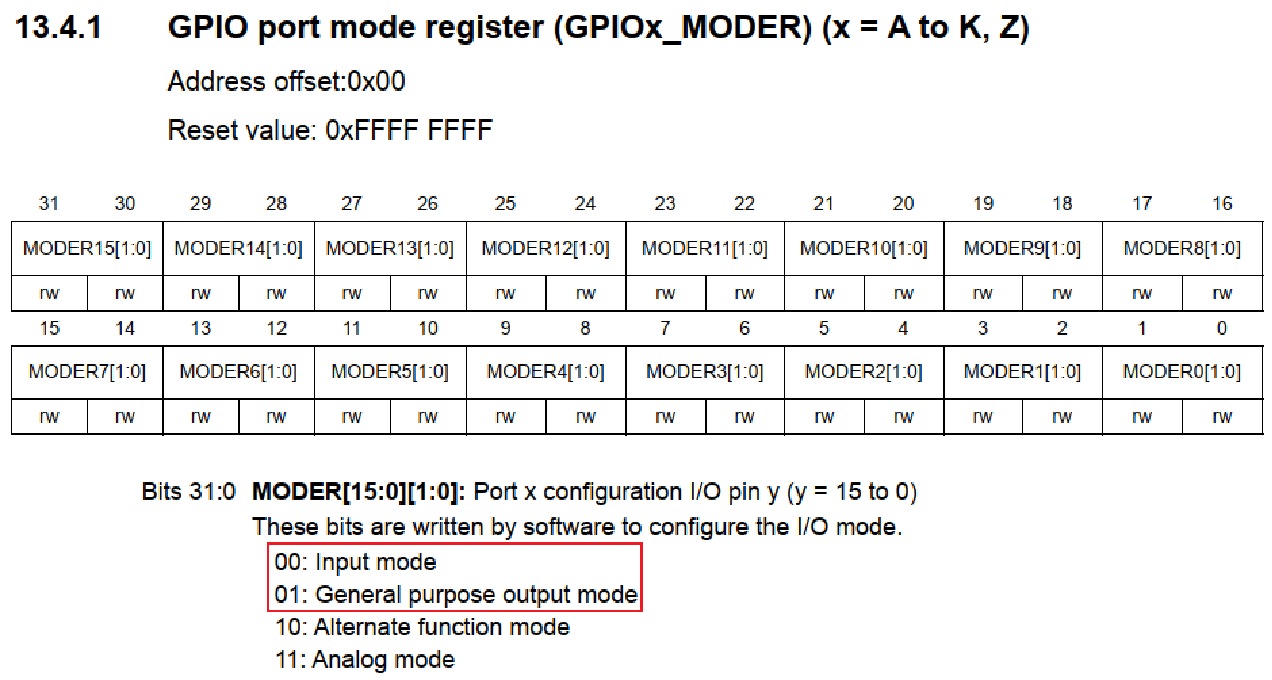 13.4.1 GPIO port mode register (GPIOx_MODER) (x = A to K, Z)
Address offset:0x00
Reset value: 0xFFFF FFFF
31 30 29 28 27 26 25 24 23 22 21 20 19 18 17 16
MODER15[1:0] MODER14[1:0] MODER13[1:0] MODER12[1:0] MODER11[1:0] MODER10[1:0] MODER9[1:0] MODER8[1:0]
rw rw rw rw rw rw rw rw rw rw rw rw rw rw rw rw
15 14 13 12 11 10 9 8 7 6 5 4 3 2 1 0
MODER7[1:0] MODER6[1:0] MODER5[1:0] MODER4[1:0] MODER3[1:0] MODER2[1:0] MODER1[1:0] MODER0[1:0]
rw rw rw rw rw rw rw rw rw rw rw rw rw rw rw rw
Bits 31:0 MODER[15:0][1:0]: Port x configuration I/O pin y (y = 15 to 0)
These bits are written by software to configure the I/O mode.
00: Input mode
01: General purpose output mode
10: Alternate function mode
11: Analog mode